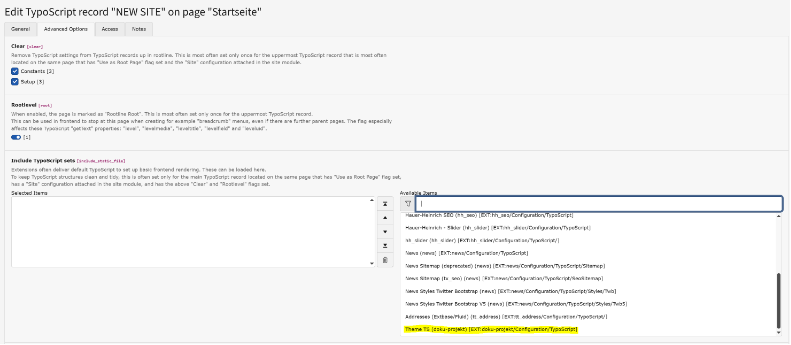 Edit TypoScript record "NEW SITE" on page "Startseite"
General Advanced Options Access Notes
Clear [clear]
Remove TypoScript settings from TypoScript records up in rootline. This is most often set only once for the uppermost TypoScript record that is most often
located on the same page that has "Use as Root Page" flag set and the "Site" configuration attached in the site module.
Constants [2]
Setup [3]
Rootlevel [root]
When enabled, the page is marked as "Rootline Root". This is most often set only once for the uppermost TypoScript record.
This can be used in frontend to stop at this page when creating for example "breadcrumb" menus, even if there are further parent pages. The flag especially
affects these TypoScript "getText" properties: "level", "levelmedia", "leveltitle", "levelfield" and "leveluid".
[1]
Include TypoScript sets [include_static_file]
Extensions often deliver default TypoScript to set up basic frontend rendering. These can be loaded here.
To keep TypoScript structures clean and tidy, this is often set only for the main TypoScript record located on the same page that has "Use as Root Page" flag set,
has a "Site" configuration attached in the site module, and has the above "Clear" and "Rootlevel" flags set.
Selected Items
Available Items
Hauer-Heinrich SEO (hh_seo) [EXT:hh_seo/Configuration/TypoScript]
Hauer-Heinrich - Slider (hh_slider) [EXT:hh_slider/Configuration/TypoScript]
hh_slider (hh_slider) [EXT:hh_slider/Configuration/TypoScript/]
News (news) [EXT:news/Configuration/TypoScript]
News Sitemap (deprecated) (news) [EXT:news/Configuration/TypoScript/Sitemap]
News Sitemap (tx_seo) (news) [EXT:news/Configuration/TypoScript/SeoSitemap]
News Styles Twitter Bootstrap (news) [EXT:news/Configuration/TypoScript/Styles/Twb]
News Styles Twitter Bootstrap V5 (news) [EXT:news/Configuration/TypoScript/Styles/Twb5]
Addresses (Extbase/Fluid) (tt_address) [EXT:tt_address/Configuration/TypoScript/]
Theme TS (doku-projekt) [EXT:doku-projekt/Configuration/TypoScript]